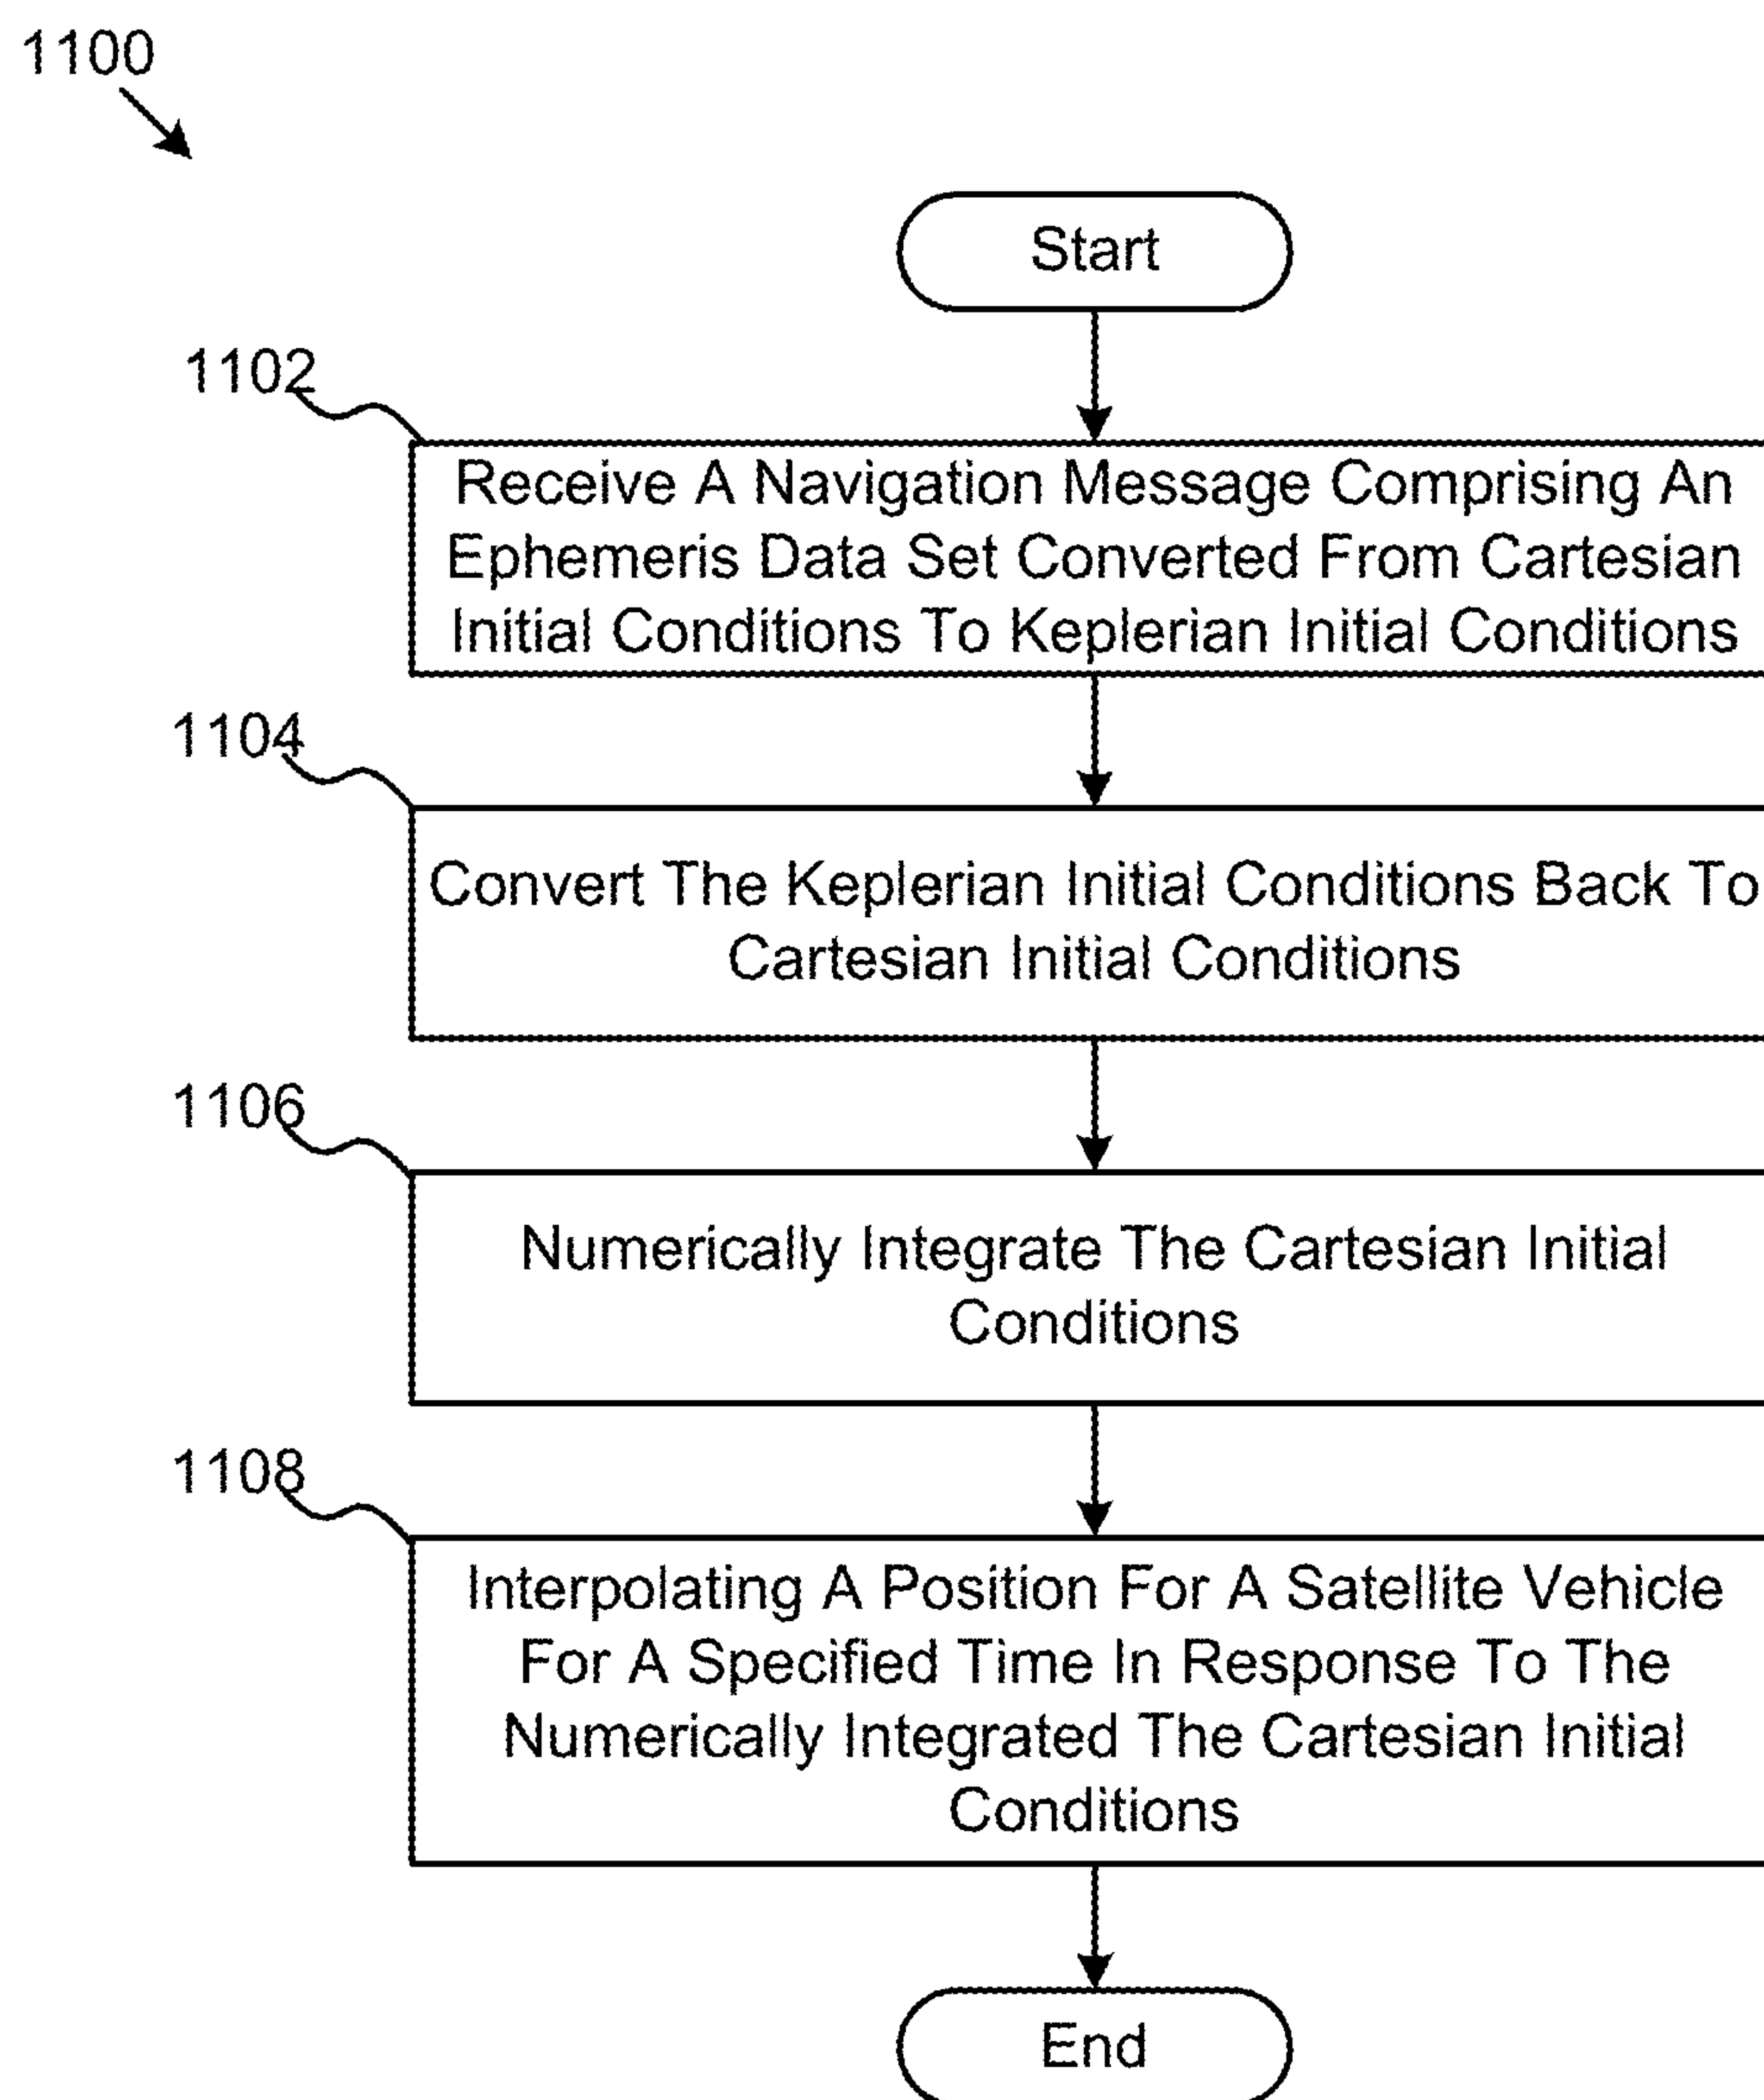 1100
Start
1102
Receive A Navigation Message Comprising An
Ephemeris Data Set Converted From Cartesian
Initial Conditions To Keplerian Initial Conditions
1104
Convert The Keplerian Initial Conditions Back To
Cartesian Initial Conditions
1106
Numerically Integrate The Cartesian Initial
Conditions
1108
Interpolating A Position For A Satellite Vehicle
For A Specified Time In Response To The
Numerically Integrated The Cartesian Initial
Conditions
End